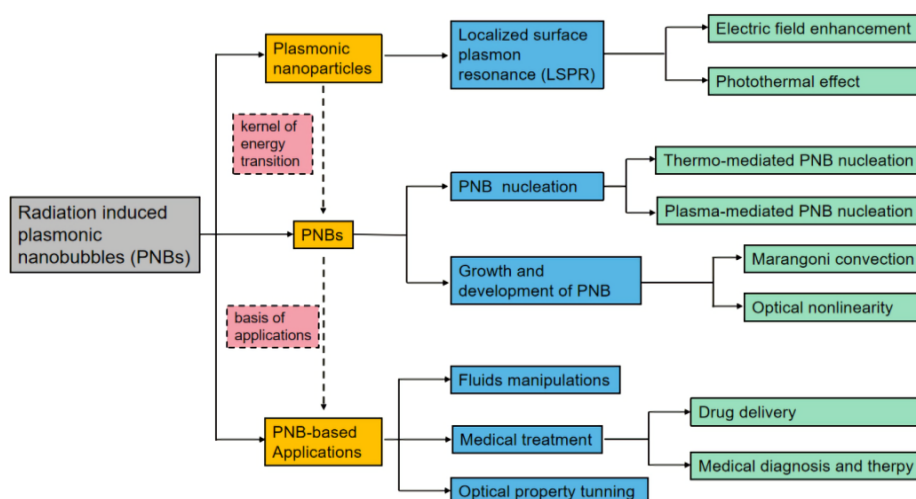 Plasmonic
nanoparticles
Localized surface
plasmon
resonance (LSPR)
Electric field enhancement
Photothermal effect
kernel of
energy
transition
Radiation induced
plasmonic
nanobubbles (PNBs)
PNBs
PNB nucleation
Thermo-mediated PNB nucleation
Plasma-mediated PNB nucleation
Growth and
development of PNB
Marangoni convection
Optical nonlinearity
basis of
applications
PNB-based
Applications
Fluids manipulations
Medical treatment
Optical property tunning
Drug delivery
Medical diagnosis and therpy